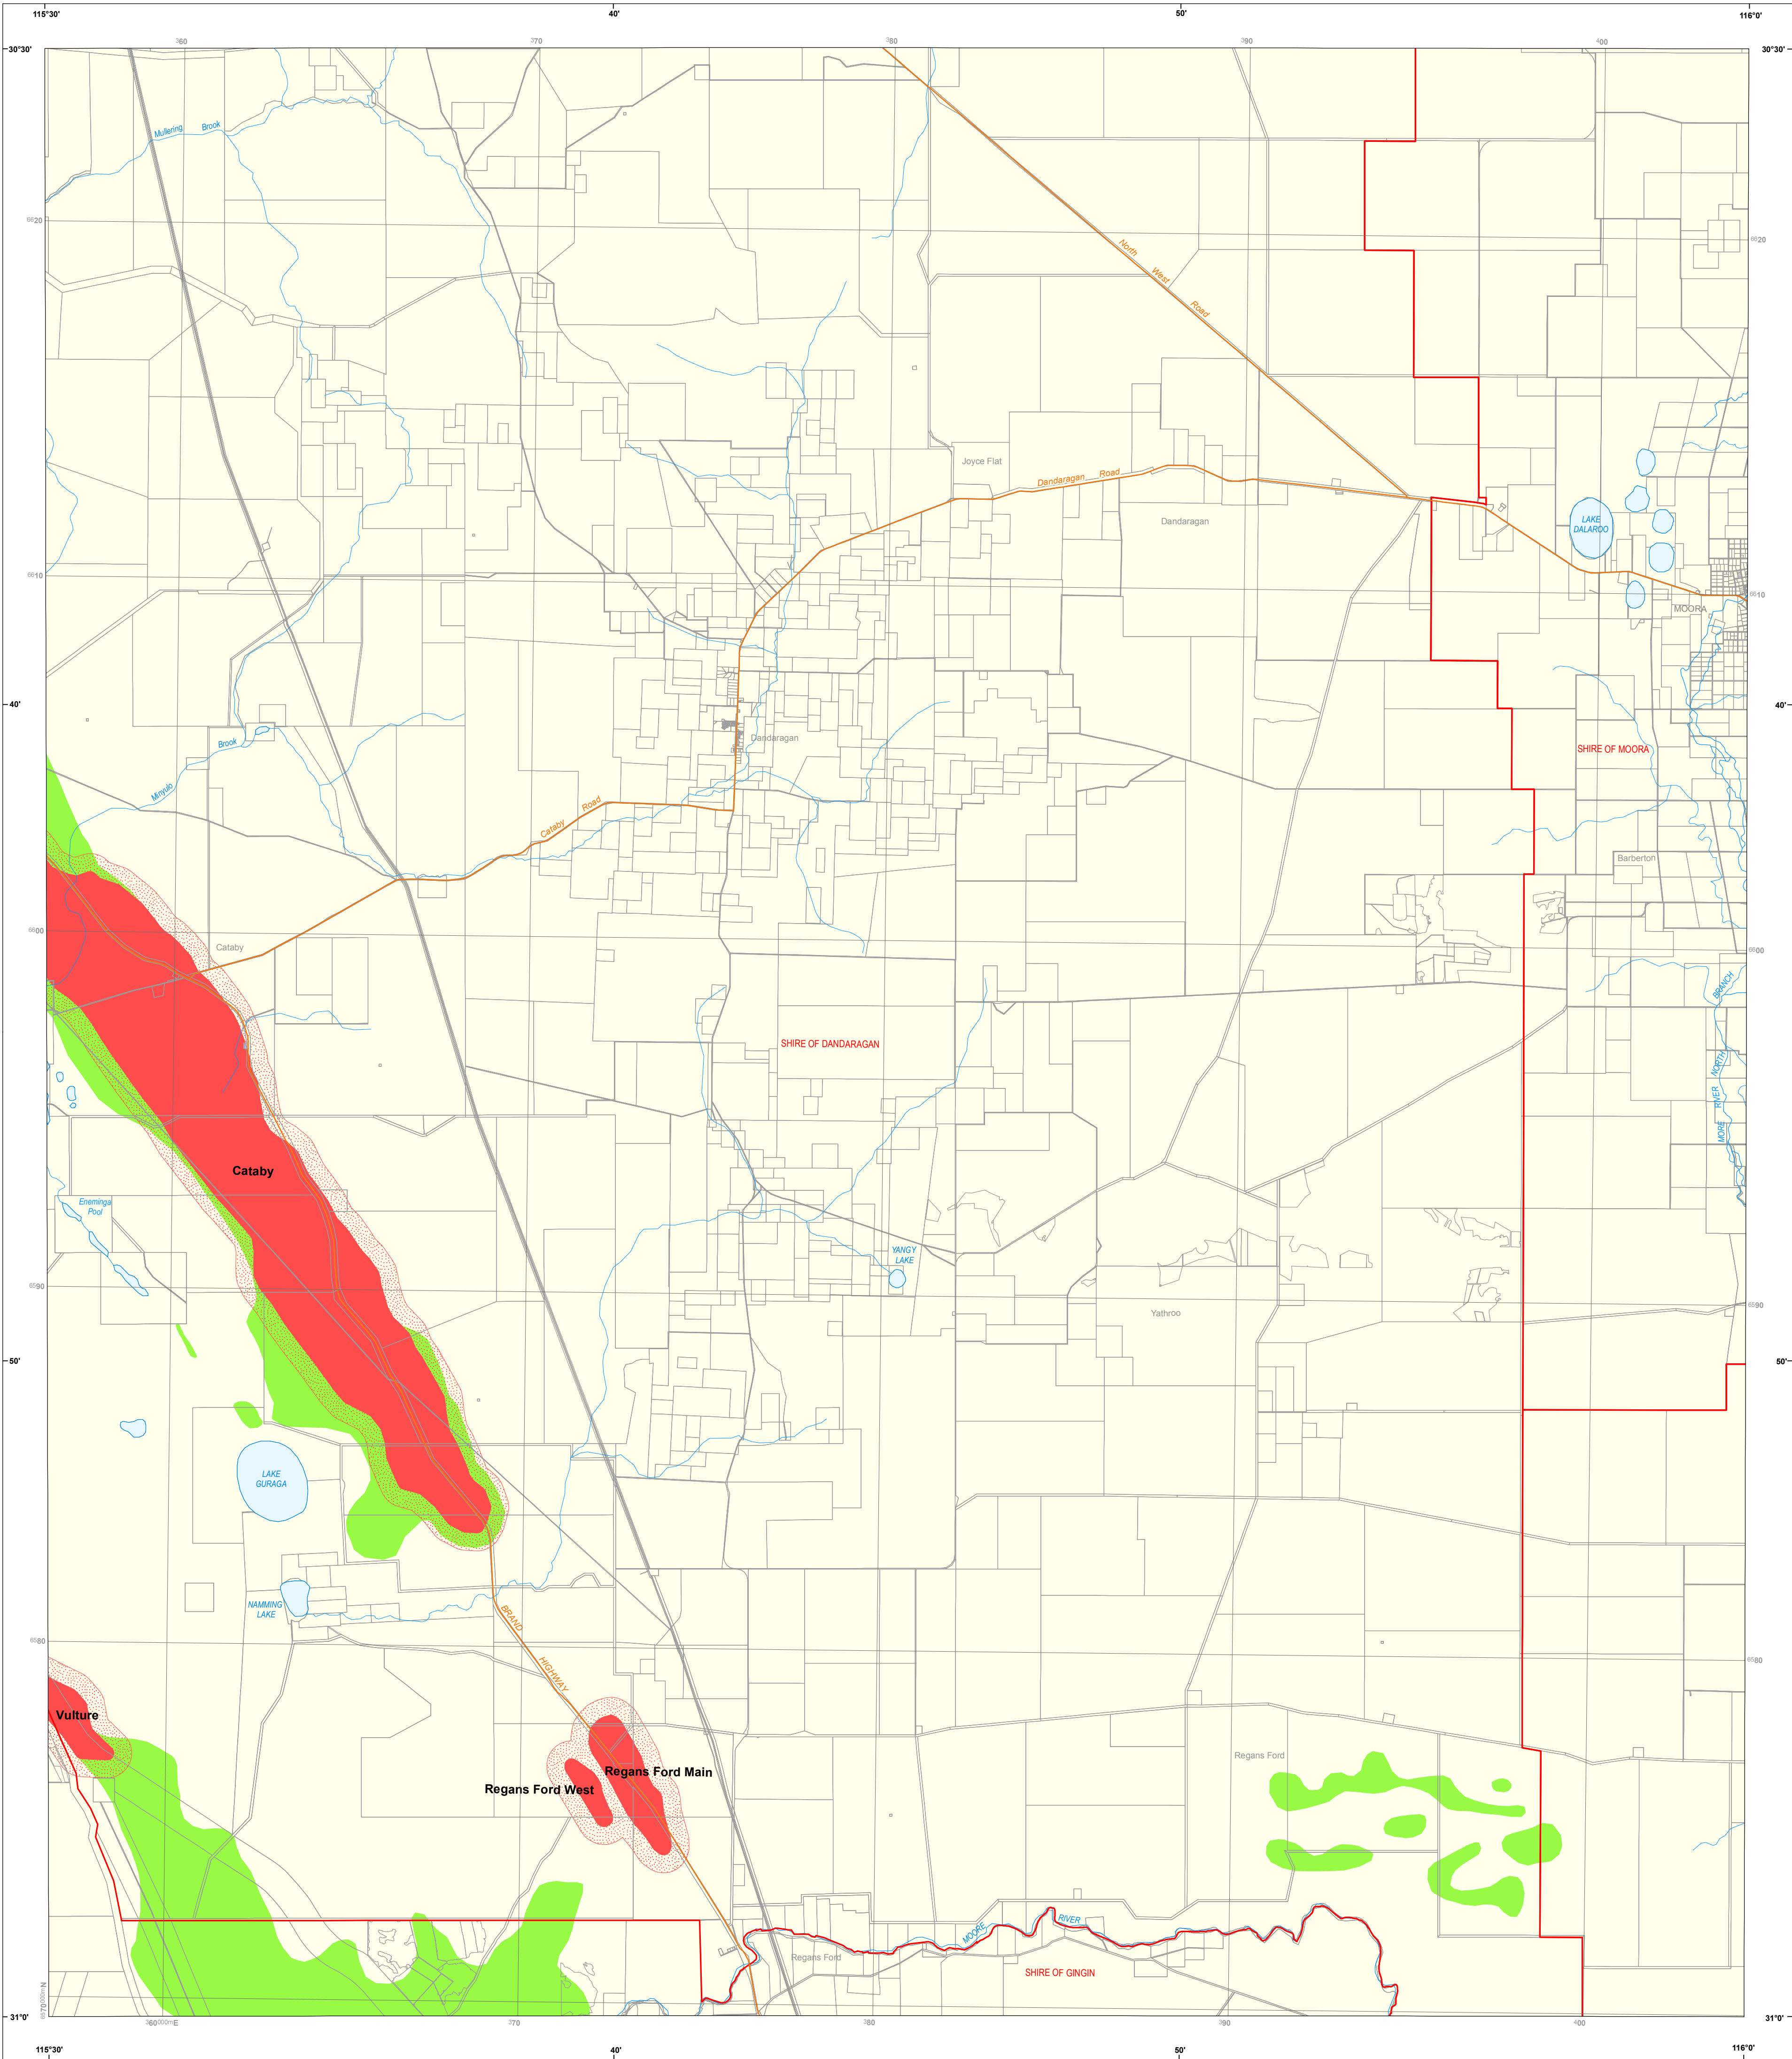 115°30'
40'
50'
116°0'
30°30'
30°30'
360
370
380
390
400
Mullering Brook
6620
6620
North West Road
Joyce Flat
Dandaragan Road
Dandaragan
LAKE
DALAROO
6610
6610
MOORA
40'
40'
Dandaragan
SHIRE OF MOORA
Brook
Minyulo
Cataby Road
Barberton
6600
6600
Cataby
BRANCH
SHIRE OF DANDARAGAN
NORTH
RIVER
MORE
Cataby
Eneminga
Pool
YANGY
LAKE
6590
6590
Yathroo
50'
50'
LAKE
GURAGA
NAMMING
LAKE
BRAND HIGHWAY
6580
6580
Vulture
Regans Ford
Regans Ford Main
Regans Ford West
MOORE RIVER
Regans Ford
SHIRE OF GINGIN
6570000mN
31°0'
31°0'
360000mE
370
380
390
400
115°30'
40'
50'
116°0'